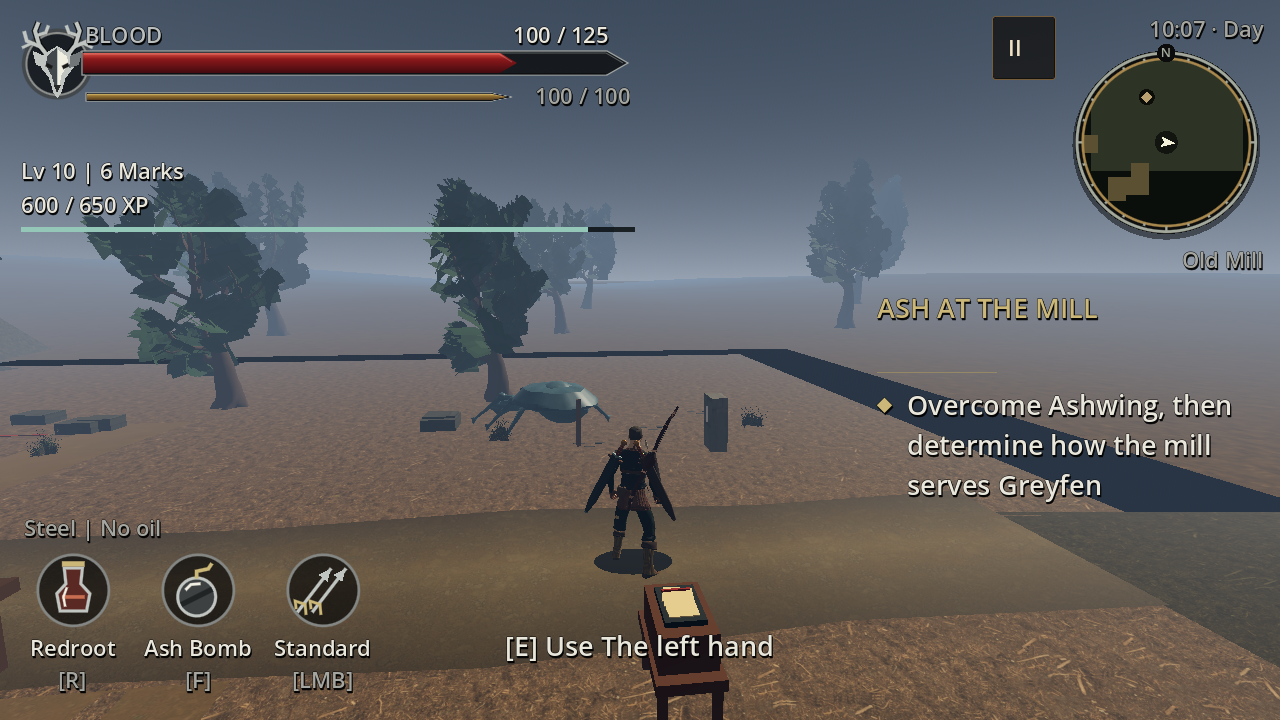 BLOOD
100 / 125
100 / 100
10:07 · Day
N
Lv 10 | 6 Marks
600 / 650 XP
Old Mill
ASH AT THE MILL
Overcome Ashwing, then
determine how the mill
serves Greyfen
Steel | No oil
Redroot
Ash Bomb
Standard
[R]
[F]
[LMB]
[E] Use The left hand